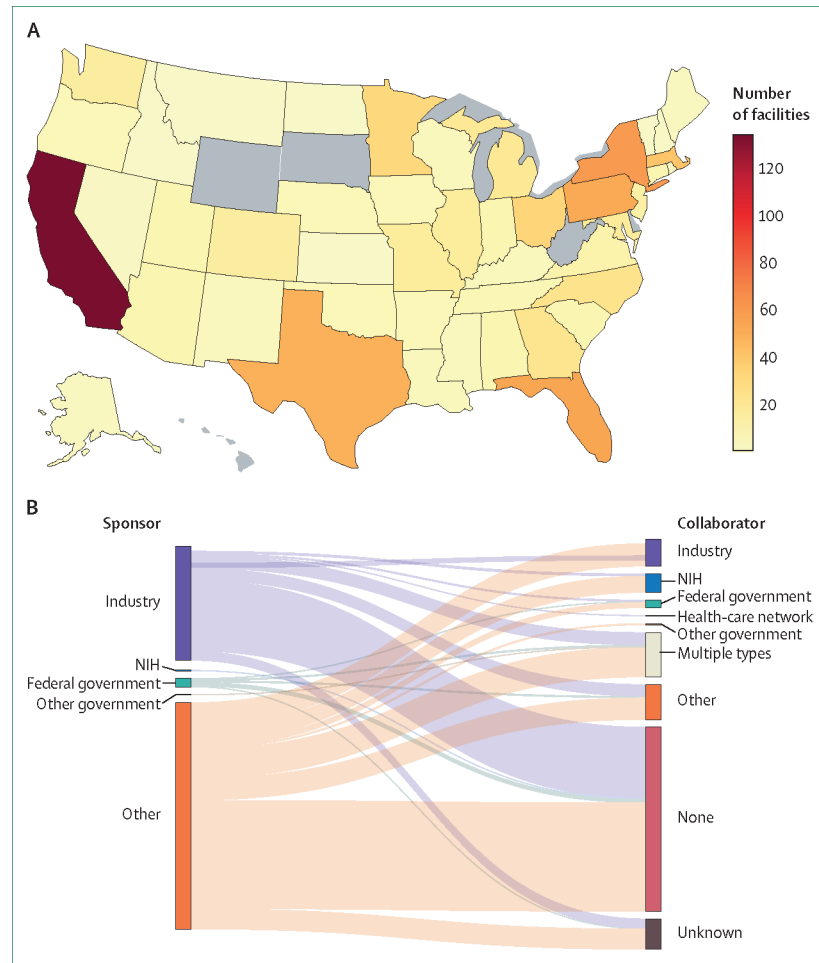 A
Number
of facilities
120
100
80
60
40
20
B
Sponsor
Collaborator
Industry
NIH
Federal government
Other government
Other
Industry
NIH
Federal government
Health-care network
Other government
Multiple types
Other
None
Unknown